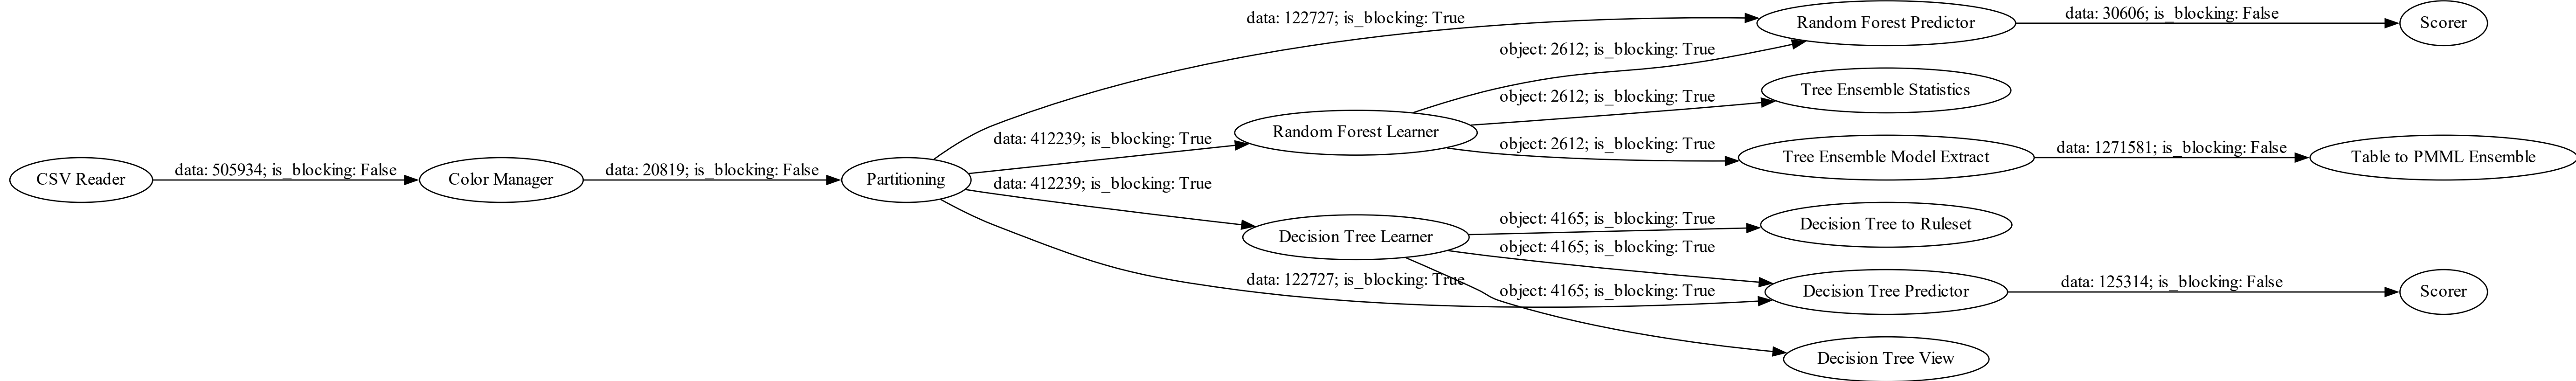 CSV Reader
data: 505934; is_blocking: False
Color Manager
data: 20819; is_blocking: False
Partitioning
data: 122727; is_blocking: True
data: 412239; is_blocking: True
data: 412239; is_blocking: True
data: 122727; is_blocking: True
Random Forest Learner
Decision Tree Learner
object: 2612; is_blocking: True
object: 2612; is_blocking: True
object: 2612; is_blocking: True
object: 4165; is_blocking: True
object: 4165; is_blocking: True
object: 4165; is_blocking: True
Random Forest Predictor
Tree Ensemble Statistics
Tree Ensemble Model Extract
Decision Tree to Ruleset
Decision Tree Predictor
Decision Tree View
data: 30606; is_blocking: False
data: 1271581; is_blocking: False
data: 125314; is_blocking: False
Scorer
Table to PMML Ensemble
Scorer